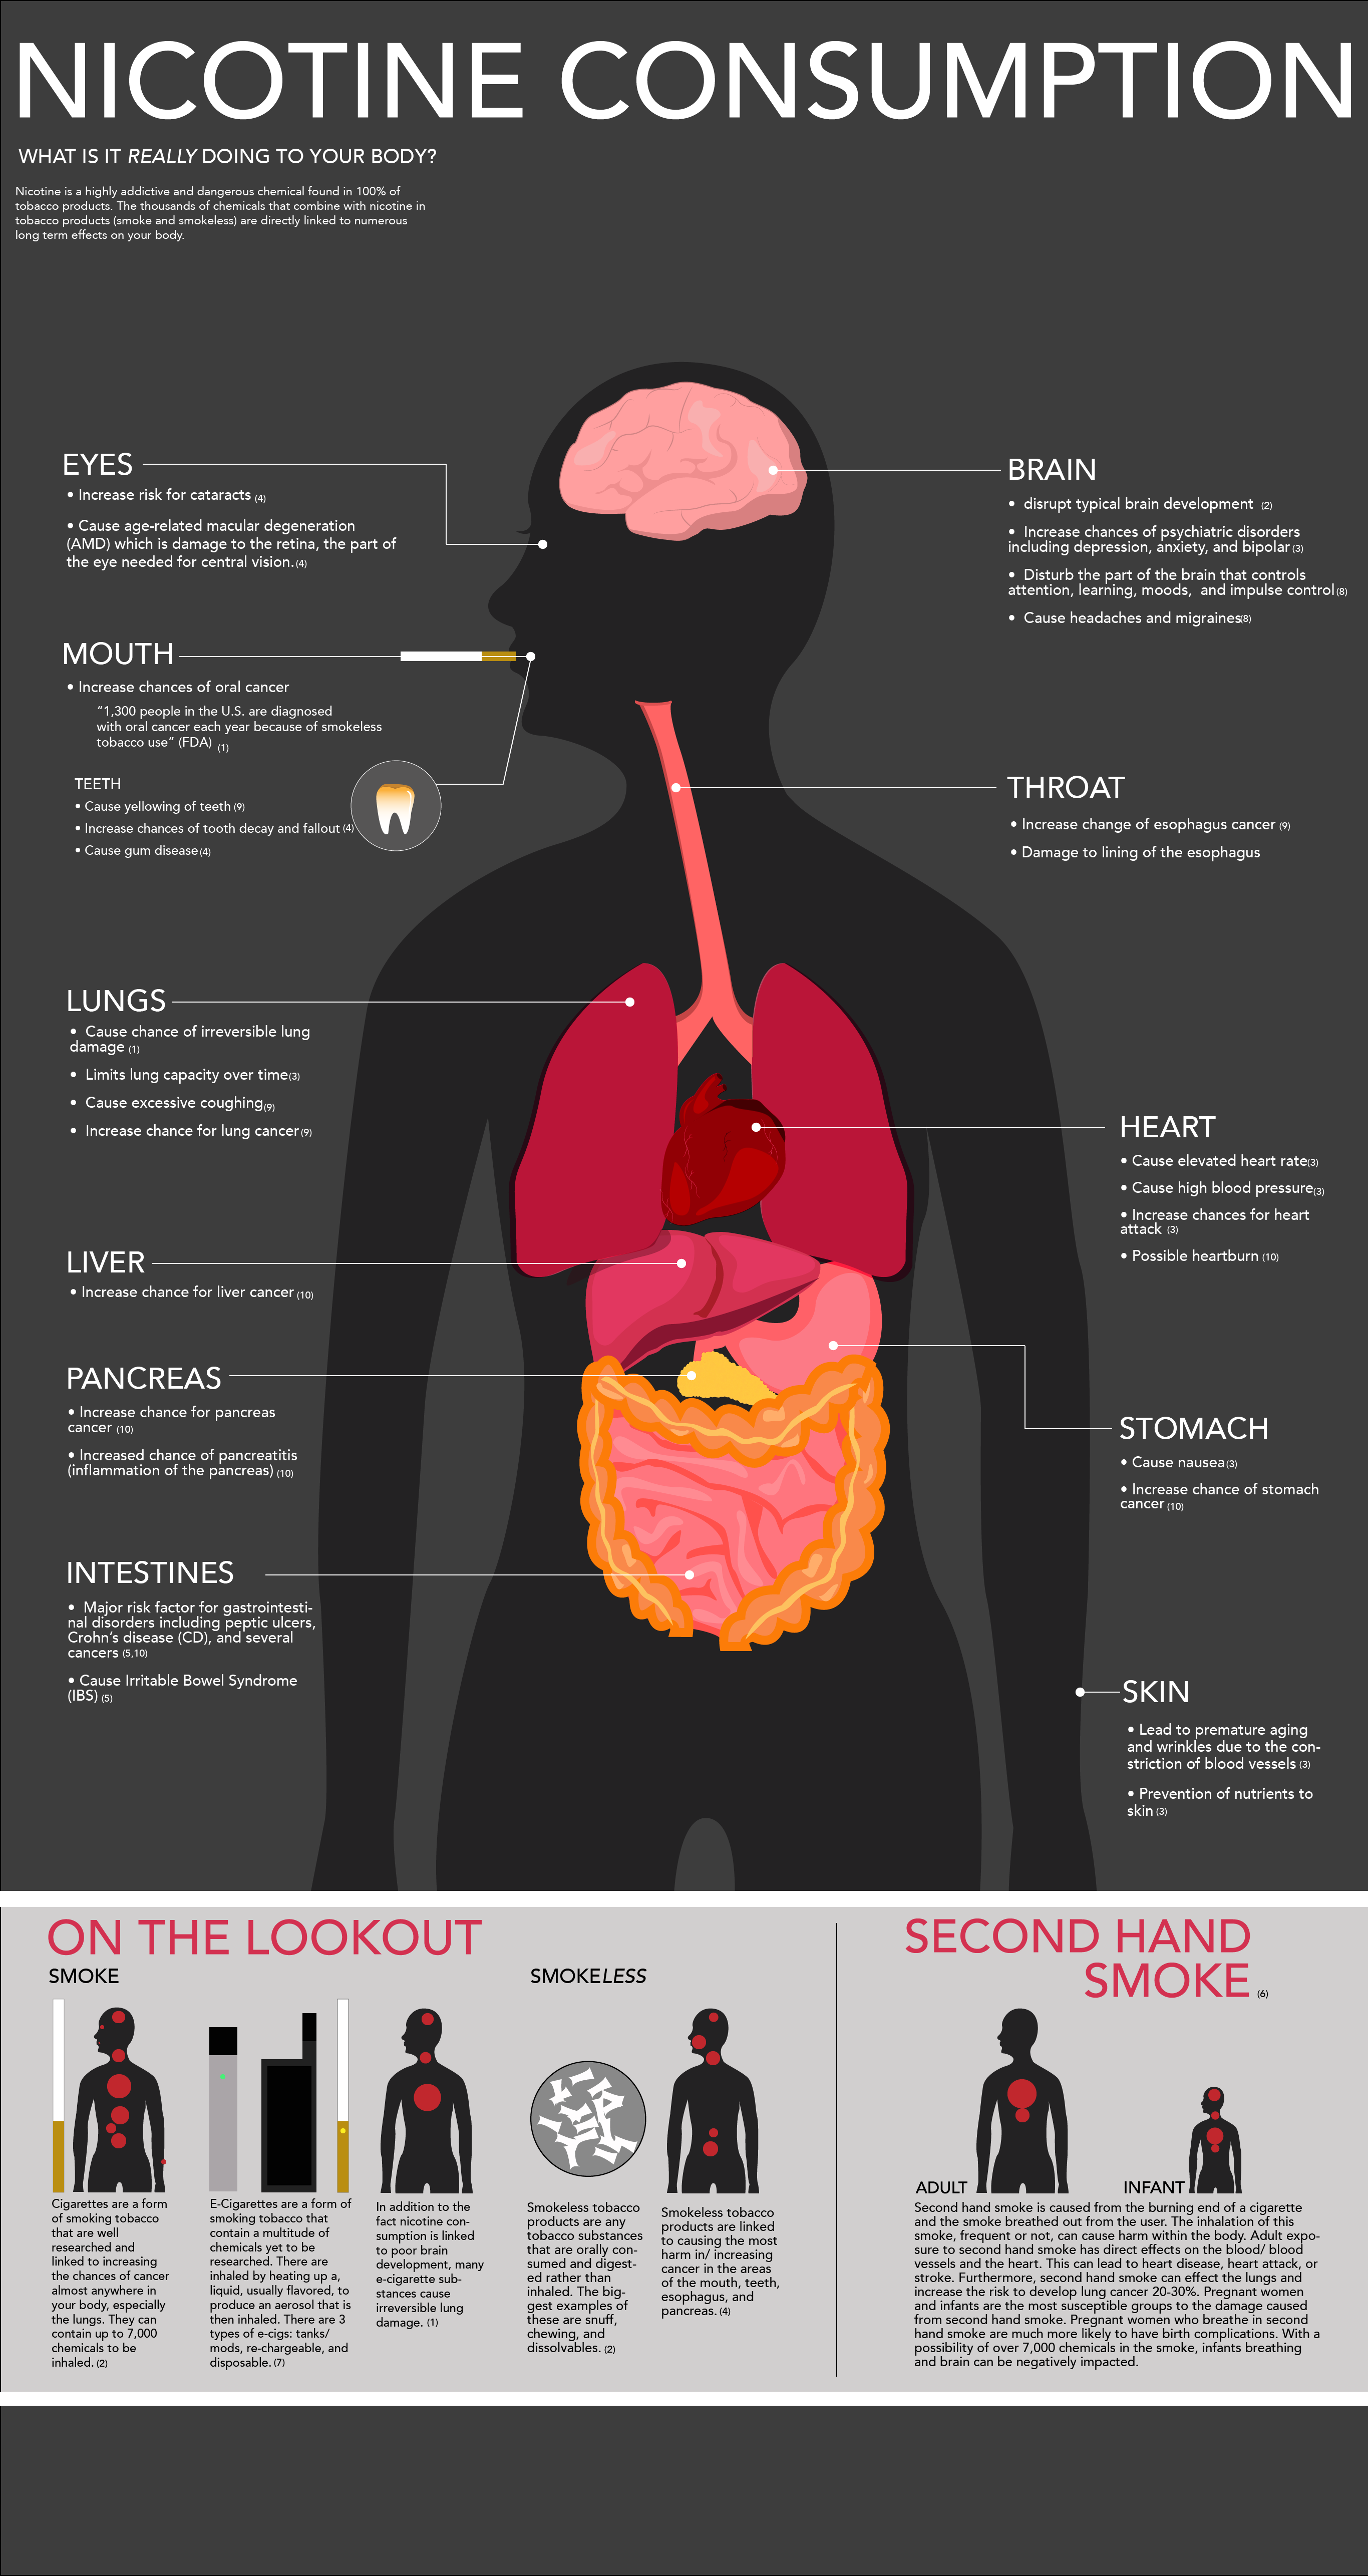 NICOTINE CONSUMPTION
WHAT IS IT REALLY DOING TO YOUR BODY?
Nicotine is a highly addictive and dangerous chemical found in 100% of
tobacco products. The thousands of chemicals that combine with nicotine in
tobacco products (smoke and smokeless) are directly linked to numerous
long term effects on your body.
EYES
• Increase risk for cataracts (4)
• Cause age-related macular degeneration
(AMD) which is damage to the retina, the part of
the eye needed for central vision. (4)
MOUTH
• Increase chances of oral cancer
“1,300 people in the U.S. are diagnosed
with oral cancer each year because of smokeless
tobacco use” (FDA) (1)
TEETH
• Cause yellowing of teeth (9)
• Increase chances of tooth decay and fallout (4)
• Cause gum disease (4)
LUNGS
• Cause chance of irreversible lung
damage (1)
• Limits lung capacity over time (3)
• Cause excessive coughing (9)
• Increase chance for lung cancer (9)
LIVER
• Increase chance for liver cancer (10)
PANCREAS
• Increase chance for pancreas
cancer (10)
• Increased chance of pancreatitis
(inflammation of the pancreas) (10)
INTESTINES
• Major risk factor for gastrointesti-
nal disorders including peptic ulcers,
Crohn’s disease (CD), and several
cancers (5,10)
• Cause Irritable Bowel Syndrome
(IBS) (5)
BRAIN
• disrupt typical brain development (2)
• Increase chances of psychiatric disorders
including depression, anxiety, and bipolar (3)
• Disturb the part of the brain that controls
attention, learning, moods, and impulse control (8)
• Cause headaches and migraines (8)
THROAT
• Increase change of esophagus cancer (9)
• Damage to lining of the esophagus
HEART
• Cause elevated heart rate (3)
• Cause high blood pressure (3)
• Increase chances for heart
attack (3)
• Possible heartburn (10)
STOMACH
• Cause nausea (3)
• Increase chance of stomach
cancer (10)
SKIN
• Lead to premature aging
and wrinkles due to the con-
striction of blood vessels (3)
• Prevention of nutrients to
skin (3)
ON THE LOOKOUT
SMOKE
Cigarettes are a form
of smoking tobacco
that are well
researched and
linked to increasing
the chances of cancer
almost anywhere in
your body, especially
the lungs. They can
contain up to 7,000
chemicals to be
inhaled. (2)
E-Cigarettes are a form of
smoking tobacco that
contain a multitude of
chemicals yet to be
researched. There are
inhaled by heating up a,
liquid, usually flavored, to
produce an aerosol that is
then inhaled. There are 3
types of e-cigs: tanks/
mods, re-chargeable, and
disposable. (7)
In addition to the
fact nicotine con-
sumption is linked
to poor brain
development, many
e-cigarette sub-
stances cause
irreversible lung
damage. (1)
SMOKELESS
Smokeless tobacco
products are any
tobacco substances
that are orally con-
sumed and digest-
ed rather than
inhaled. The big-
gest examples of
these are snuff,
chewing, and
dissolvables. (2)
Smokeless tobacco
products are linked
to causing the most
harm in/ increasing
cancer in the areas
of the mouth, teeth,
esophagus, and
pancreas. (4)
SECOND HAND
SMOKE (6)
ADULT
INFANT
Second hand smoke is caused from the burning end of a cigarette
and the smoke breathed out from the user. The inhalation of this
smoke, frequent or not, can cause harm within the body. Adult expo-
sure to second hand smoke has direct effects on the blood/ blood
vessels and the heart. This can lead to heart disease, heart attack, or
stroke. Furthermore, second hand smoke can effect the lungs and
increase the risk to develop lung cancer 20-30%. Pregnant women
and infants are the most susceptible groups to the damage caused
from second hand smoke. Pregnant women who breathe in second
hand smoke are much more likely to have birth complications. With a
possibility of over 7,000 chemicals in the smoke, infants breathing
and brain can be negatively impacted.